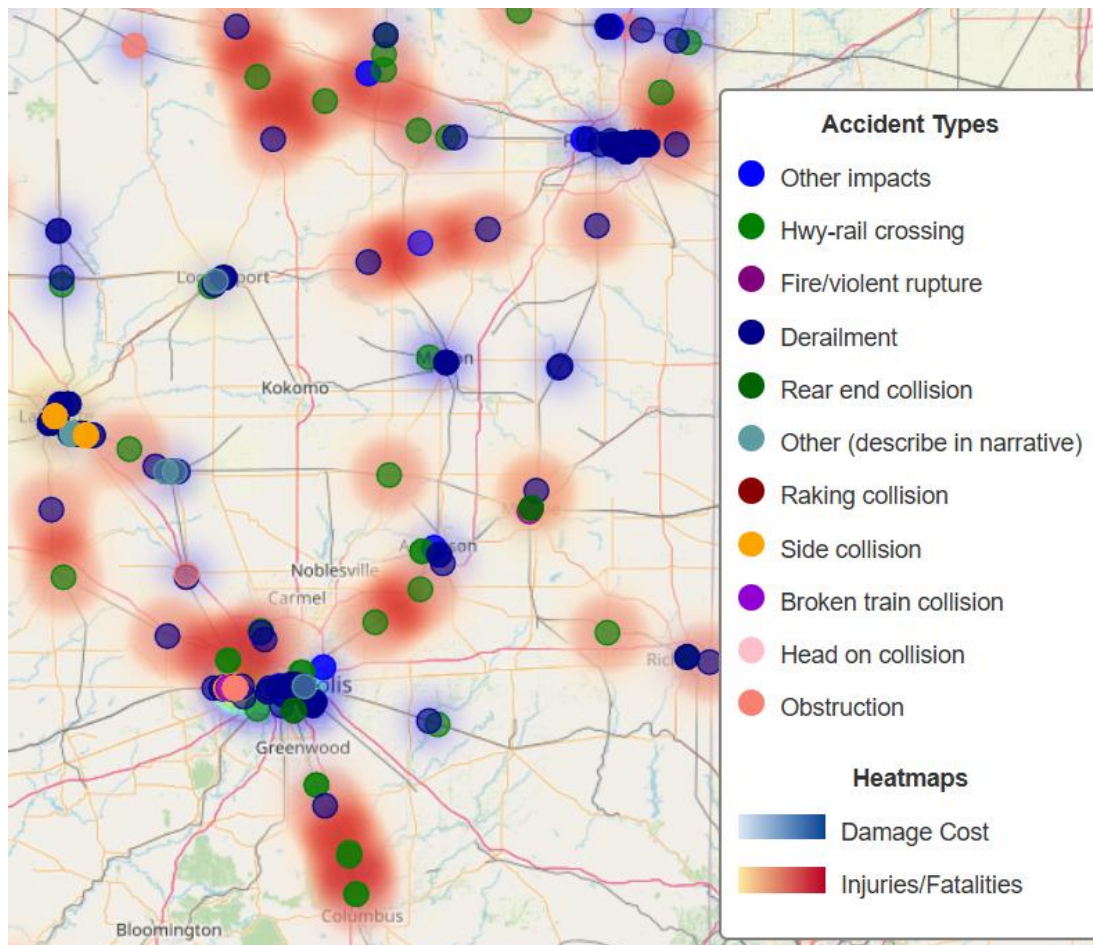 Accident Types
Other impacts
Hwy-rail crossing
Fire/violent rupture
Derailment
Rear end collision
Other (describe in narrative)
Raking collision
Side collision
Broken train collision
Head on collision
Obstruction
Heatmaps
Damage Cost
Injuries/Fatalities
Kokomo
Noblesville
Carmel
Greenwood
Columbus
Bloomington